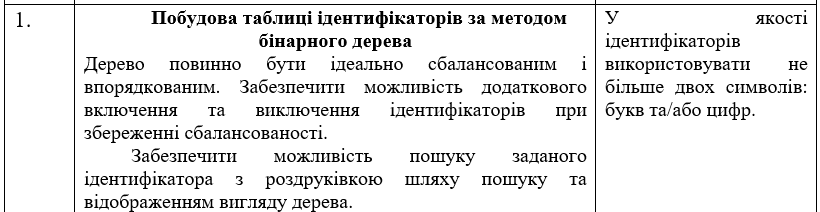 1.
Побудова таблиці ідентифікаторів за методом
бінарного дерева
Дерево повинно бути ідеально сбалансованим і
впорядкованим. Забезпечити можливість додаткового
включення та виключення ідентифікаторів при
збереженні сбалансованості.
Забезпечити можливість пошуку заданого
ідентифікатора з роздруківкою шляху пошуку та
відображенням вигляду дерева.
У якості
ідентифікаторів
використовувати не
більше двох символів:
букв та/або цифр.